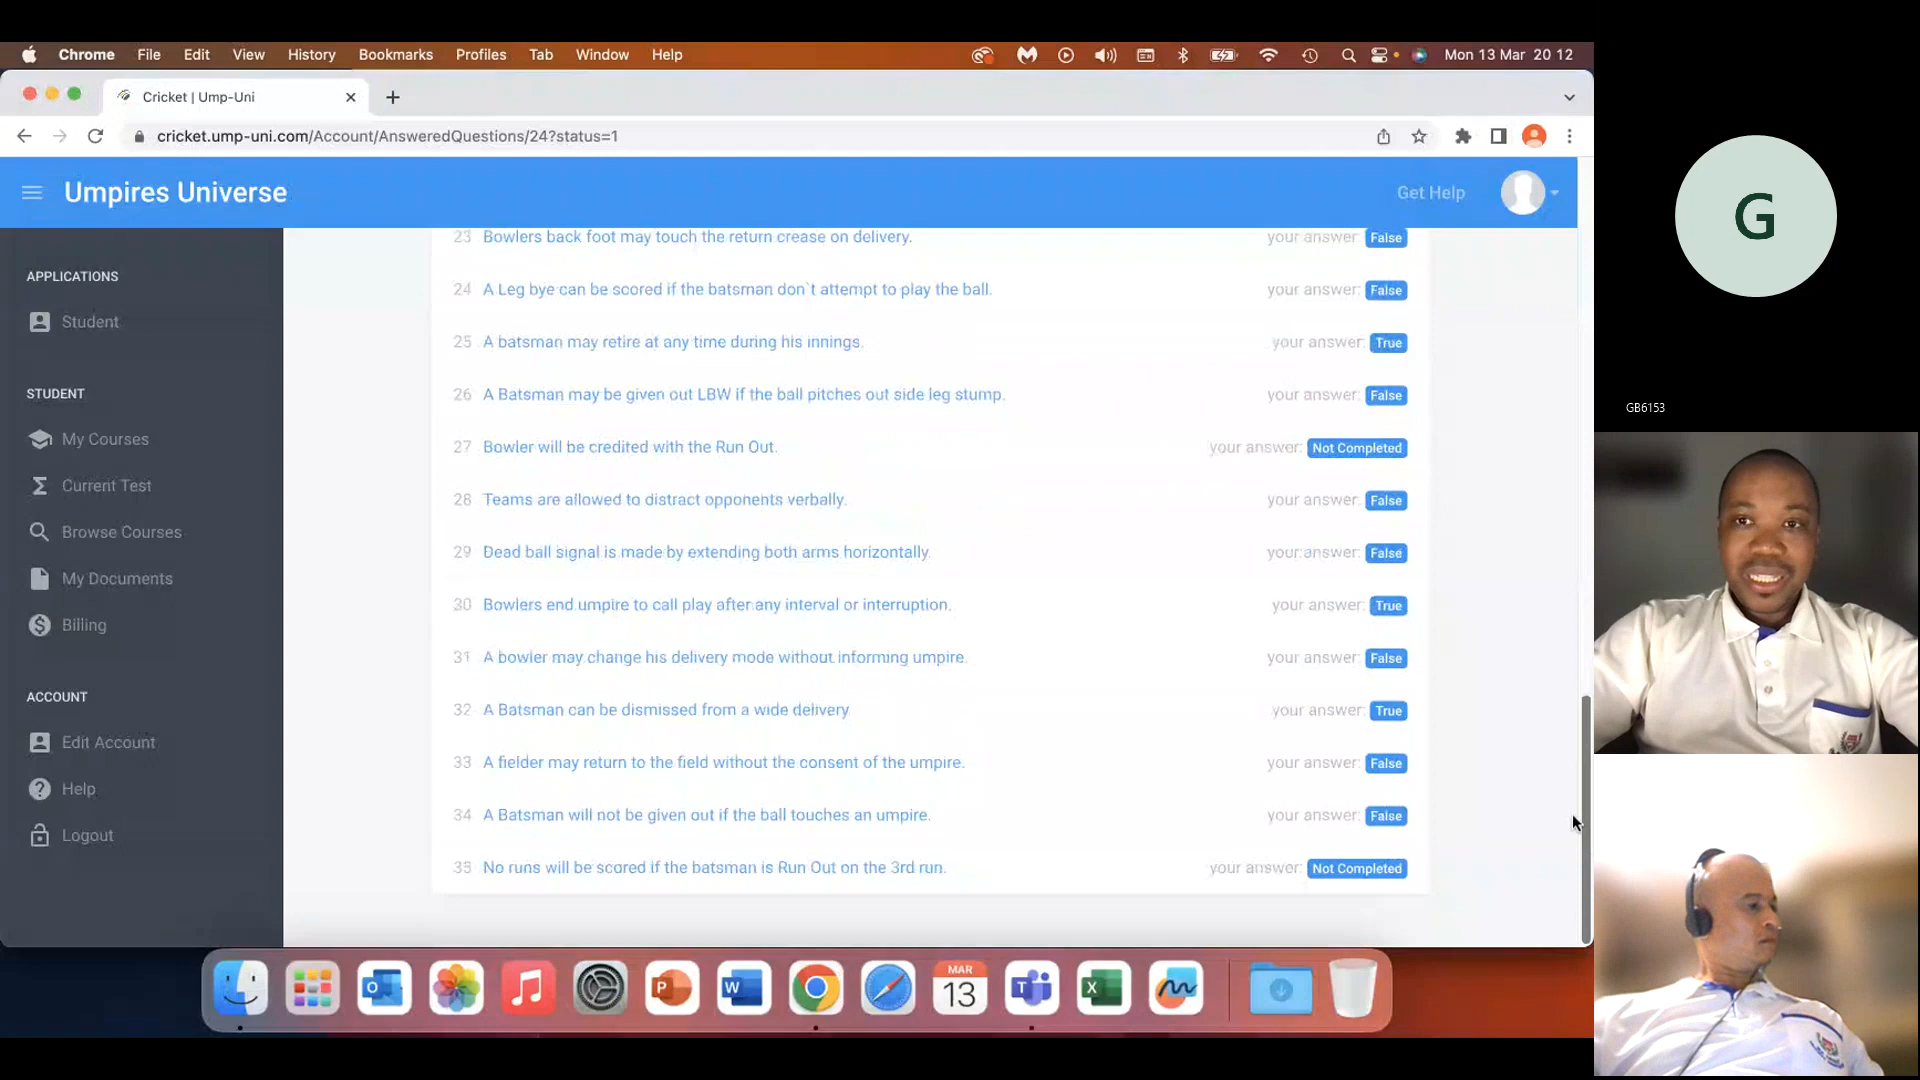 Chrome File Edit View History Bookmarks Profiles Tab Window Help Mon 13 Mar 20 12
Cricket | Ump-Uni
cricket.ump-uni.com/Account/AnsweredQuestions/24?status=1
Umpires Universe
Get Help
APPLICATIONS
Student
STUDENT
My Courses
Current Test
Browse Courses
My Documents
Billing
ACCOUNT
Edit Account
Help
Logout
23 Bowlers back foot may touch the return crease on delivery. your answer: False
24 A Leg bye can be scored if the batsman don`t attempt to play the ball. your answer: False
25 A batsman may retire at any time during his innings. your answer: True
26 A Batsman may be given out LBW if the ball pitches out side leg stump. your answer: False
27 Bowler will be credited with the Run Out. your answer: Not Completed
28 Teams are allowed to distract opponents verbally. your answer: False
29 Dead ball signal is made by extending both arms horizontally. your answer: False
30 Bowlers end umpire to call play after any interval or interruption. your answer: True
31 A bowler may change his delivery mode without informing umpire. your answer: False
32 A Batsman can be dismissed from a wide delivery. your answer: True
33 A fielder may return to the field without the consent of the umpire. your answer: False
34 A Batsman will not be given out if the ball touches an umpire. your answer: False
35 No runs will be scored if the batsman is Run Out on the 3rd run. your answer: Not Completed
MAR
13
G
GB6153